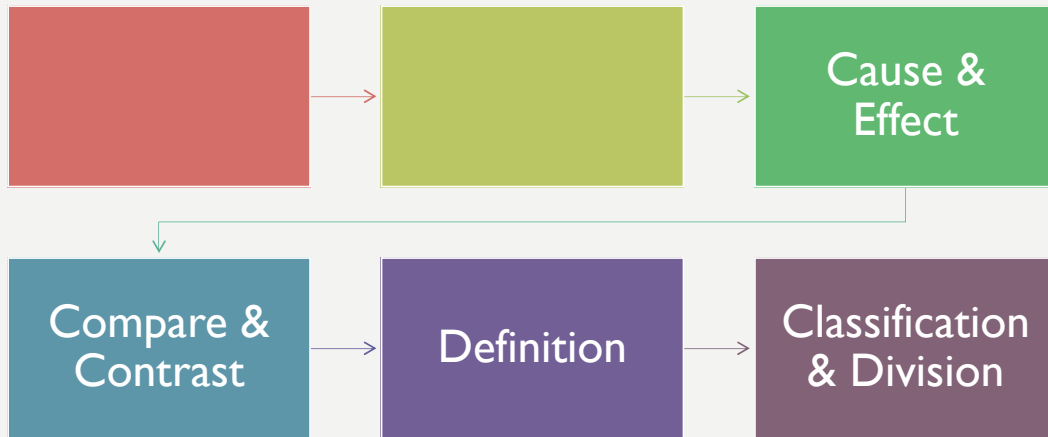 Cause &
Effect
Compare &
Contrast
Definition
Classification
& Division